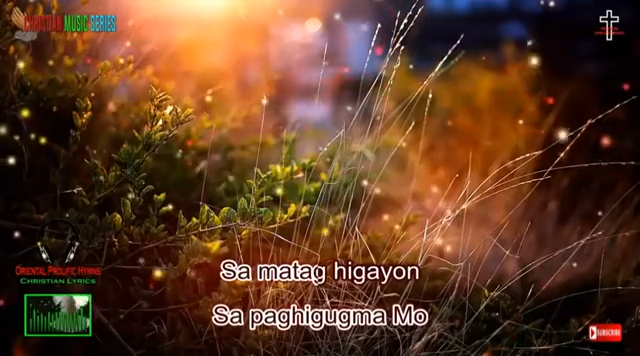 CHRISTIAN MUSIC SERIES
Sa matag higayon
ORIENTAL PROLIFIC HYMNS
CHRISTIAN LYRICS
Sa paghigugma Mo
SUBSCRIBE